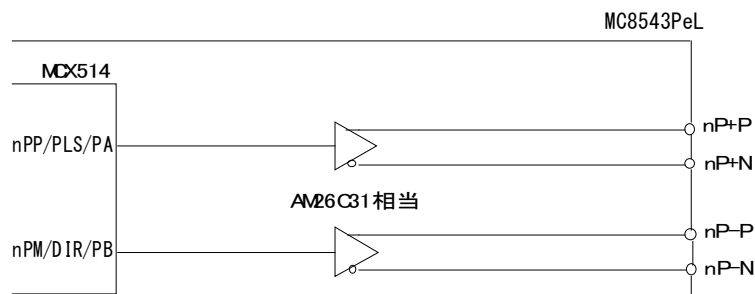 MC8543PeL
MCX514
nPP/PLS/PA
nP+P
nP+N
AM26C31相当
nPM/DIR/PB
nP-P
nP-N